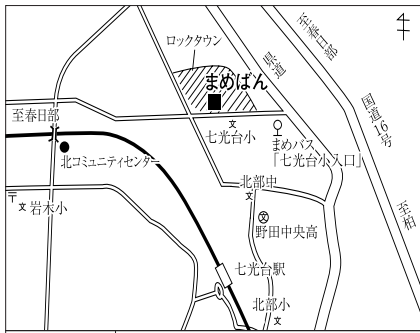 至春日部
ロックタウン
県道
まめばん
国道16号
至春日部
七光台小
まめバス
「七光台小入口」
北コミュニティセンター
北部中
岩木小
至柏
野田中央高
七光台駅
北部小